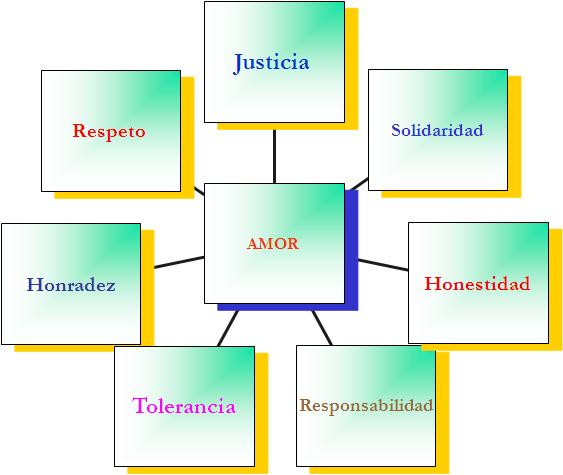 Justicia
Respeto
Solidaridad
AMOR
Honradez
Honestidad
Tolerancia
Responsabilidad